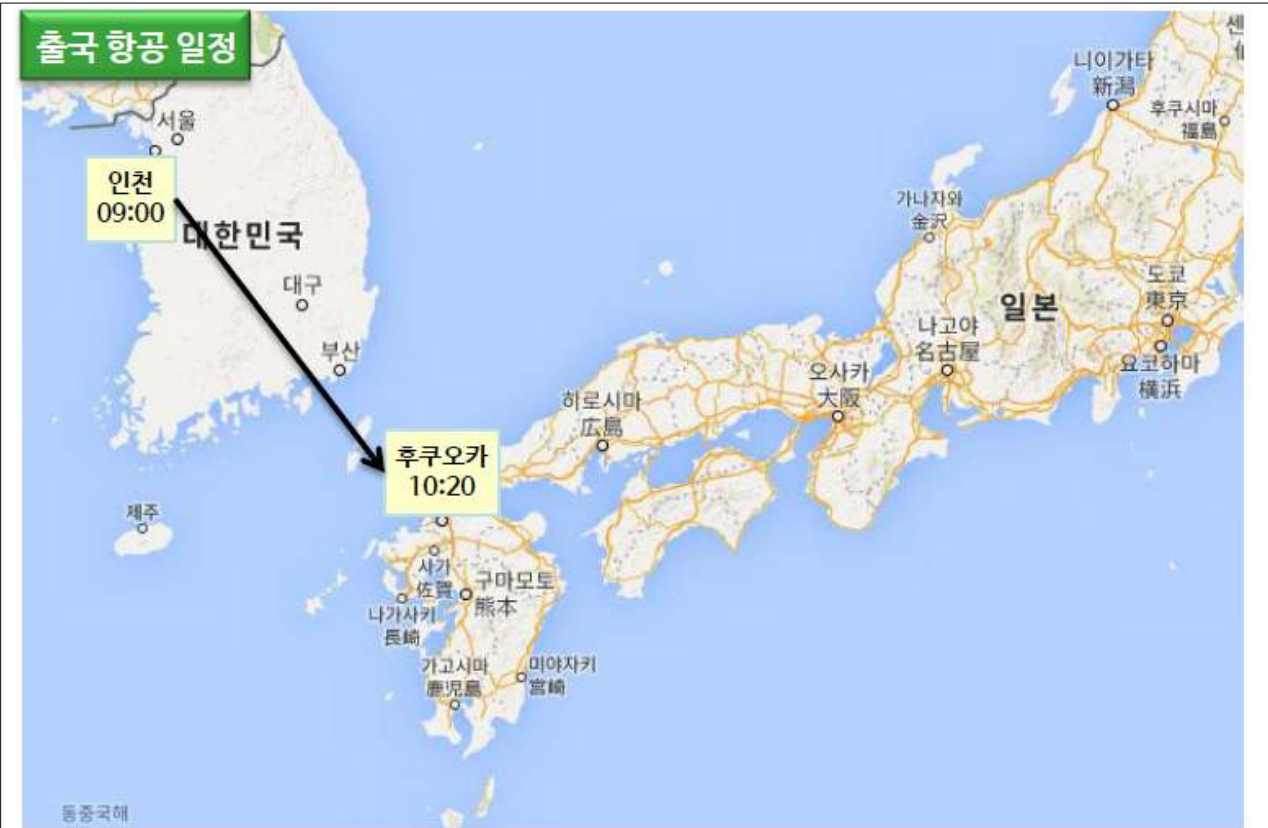 출국 항공 일정
서울
인천
09:00
대한민국
대구
부산
제주
후쿠오카
10:20
사가
佐賀
구마모토
熊本
나가사키
長崎
가고시마
鹿児島
미야자키
宮崎
히로시마
広島
오사카
大阪
나고야
名古屋
가나자와
金沢
니이가타
新潟
후쿠시마
福島
센
일본
도쿄
東京
요코하마
横浜
동중국해